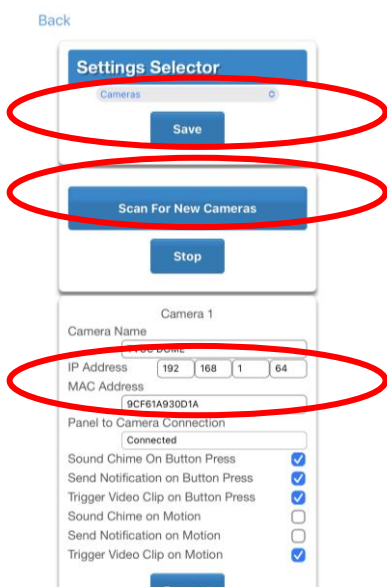 Back
Settings Selector
Cameras
Save
Scan For New Cameras
Stop
Camera 1
Camera Name
DOME
IP Address 192 168 1 64
MAC Address
9CF61A930D1A
Panel to Camera Connection
Connected
Sound Chime On Button Press
Send Notification on Button Press
Trigger Video Clip on Button Press
Sound Chime on Motion
Send Notification on Motion
Trigger Video Clip on Motion